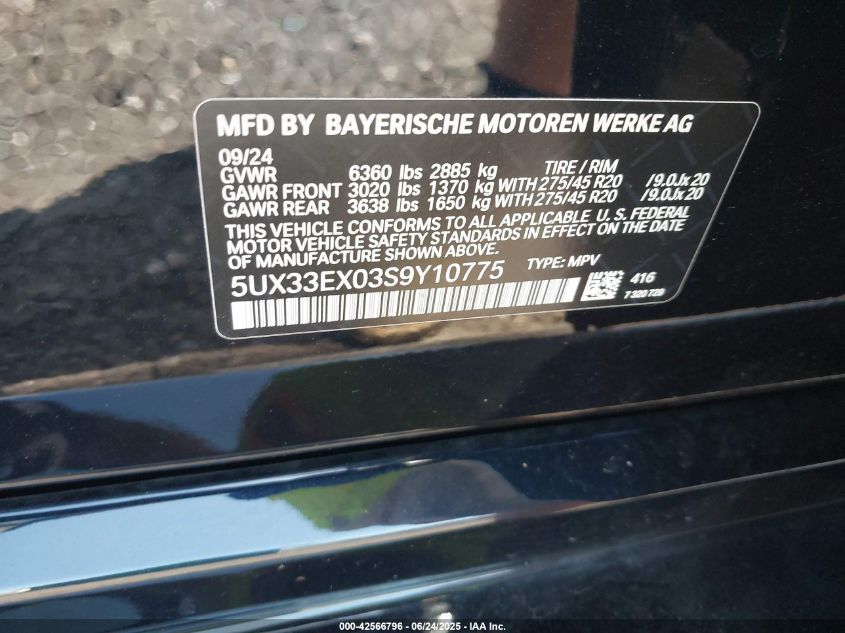 MFD BY BAYERISCHE MOTOREN WERKE AG
09/24
GVWR 6360 lbs 2885 kg TIRE / RIM
GAWR FRONT 3020 lbs 1370 kg WITH 275/45 R20 /9.0Jx20
GAWR REAR 3638 lbs 1650 kg WITH 275/45 R20 /9.0Jx20
THIS VEHICLE CONFORMS TO ALL APPLICABLE U.S. FEDERAL
MOTOR VEHICLE SAFETY STANDARDS IN EFFECT ON THE DATE
OF MANUFACTURE SHOWN ABOVE.
5UX33EX03S9Y10775 TYPE: MPV
416
7 320 729
000-42566796 - 06/24/2025 - IAA Inc.